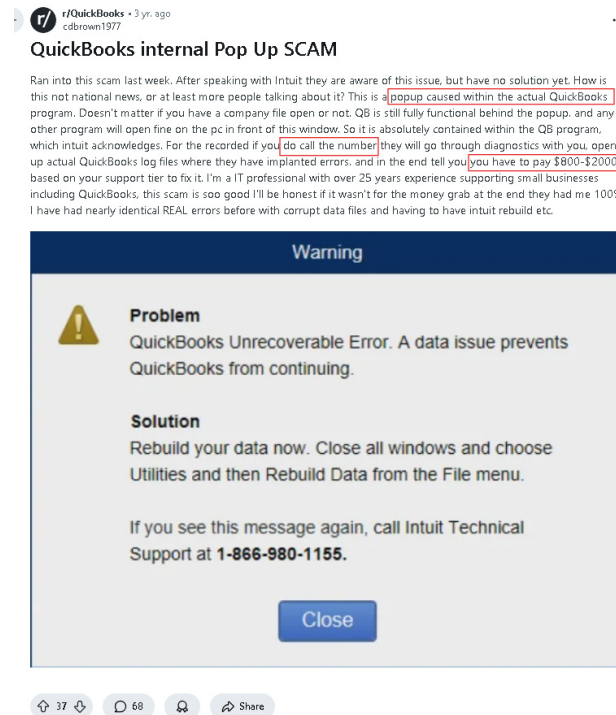 r/
r/QuickBooks • 3 yr. ago
cdbrown1977
QuickBooks internal Pop Up SCAM
Ran into this scam last week. After speaking with Intuit they are aware of this issue, but have no solution yet. How is
this not national news, or at least more people talking about it? This is a popup caused within the actual QuickBooks
program. Doesn't matter if you have a company file open or not. QB is still fully functional behind the popup. and any
other program will open fine on the pc in front of this window. So it is absolutely contained within the QB program,
which intuit acknowledges. For the recorded if you do call the number they will go through diagnostics with you, open
up actual QuickBooks log files where they have implanted errors. and in the end tell you you have to pay $800-$2000
based on your support tier to fix it. I'm a IT professional with over 25 years experience supporting small businesses
including QuickBooks, this scam is soo good I'll be honest if it wasn't for the money grab at the end they had me 100%
I have had nearly identical REAL errors before with corrupt data files and having to have intuit rebuild etc.
Warning
Problem
QuickBooks Unrecoverable Error. A data issue prevents
QuickBooks from continuing.
Solution
Rebuild your data now. Close all windows and choose
Utilities and then Rebuild Data from the File menu.
If you see this message again, call Intuit Technical
Support at 1-866-980-1155.
Close
37
68
Share